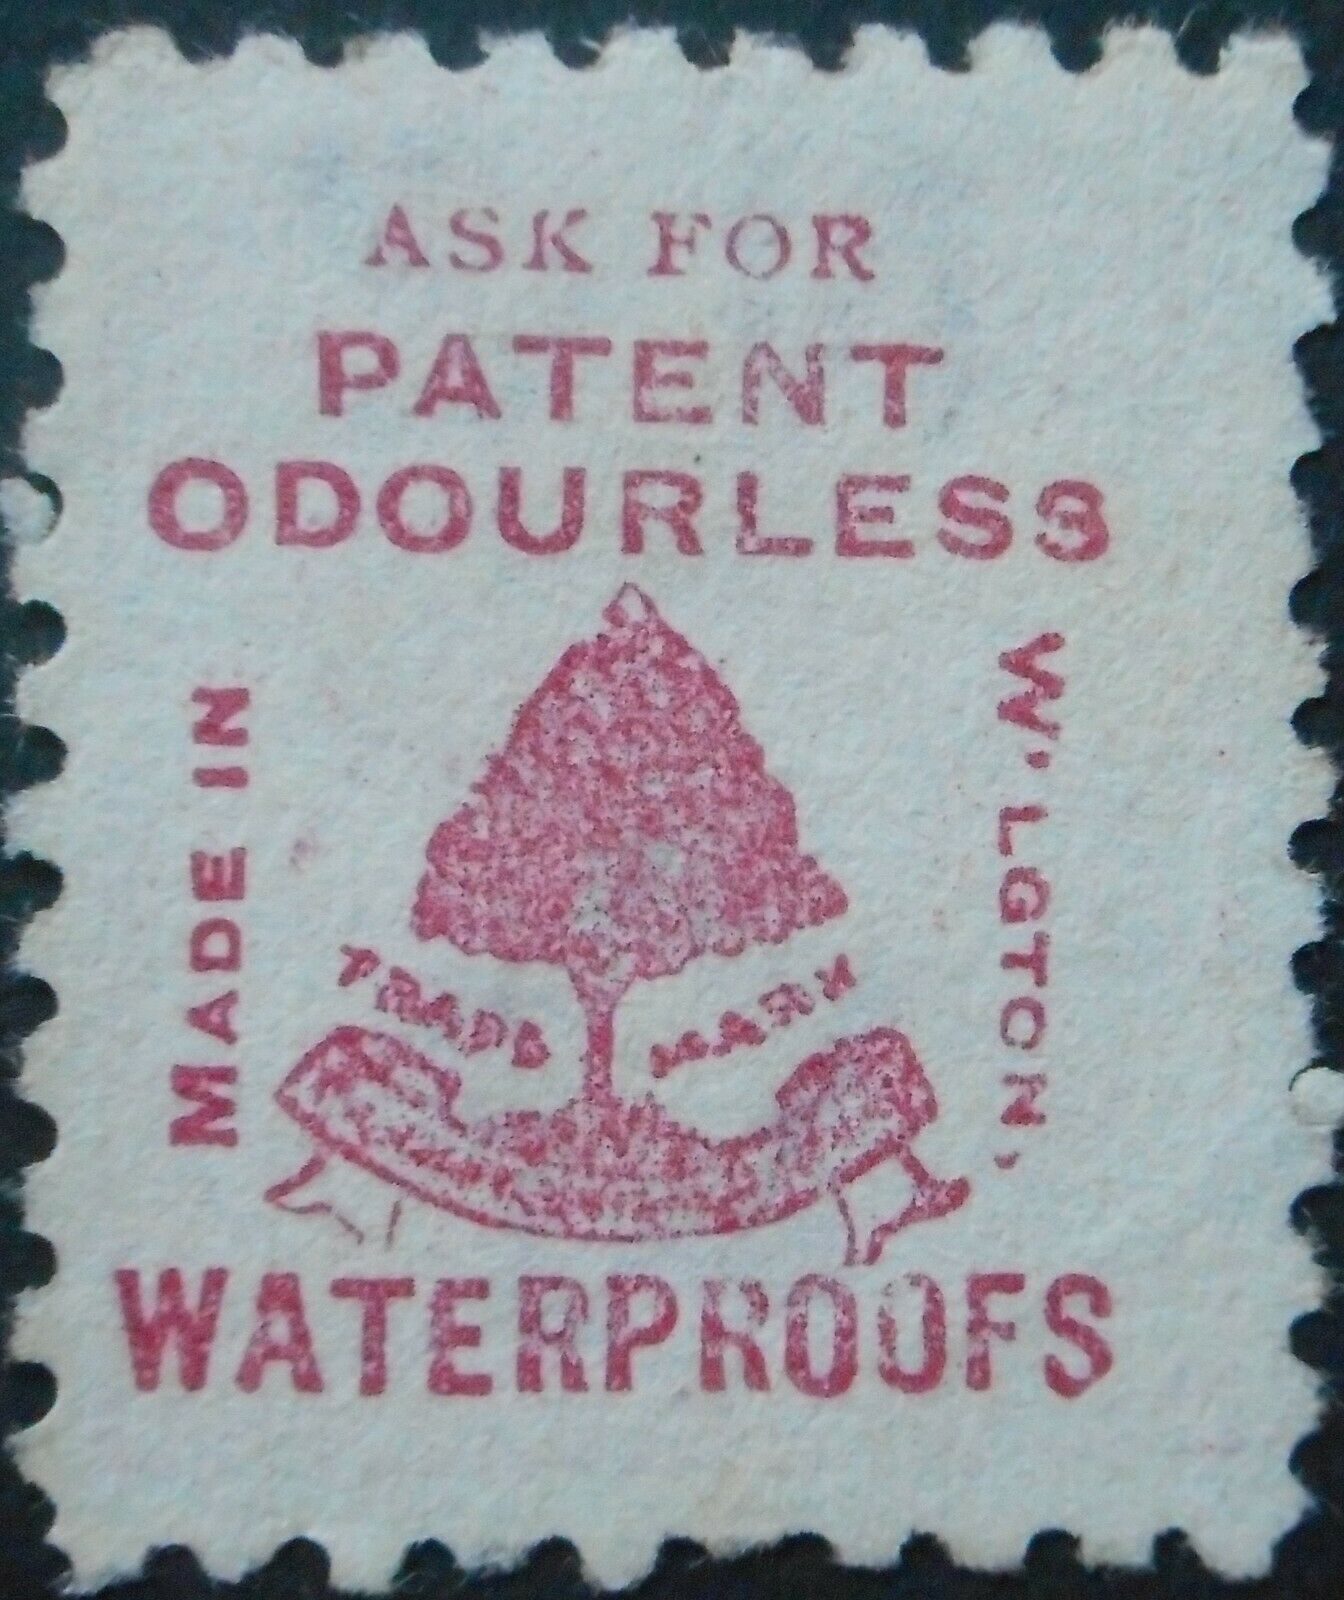 ASK FOR
PATENT
ODOURLESS
MADE IN
W'LGTON,
TRADE MARK
WATERPROOFS